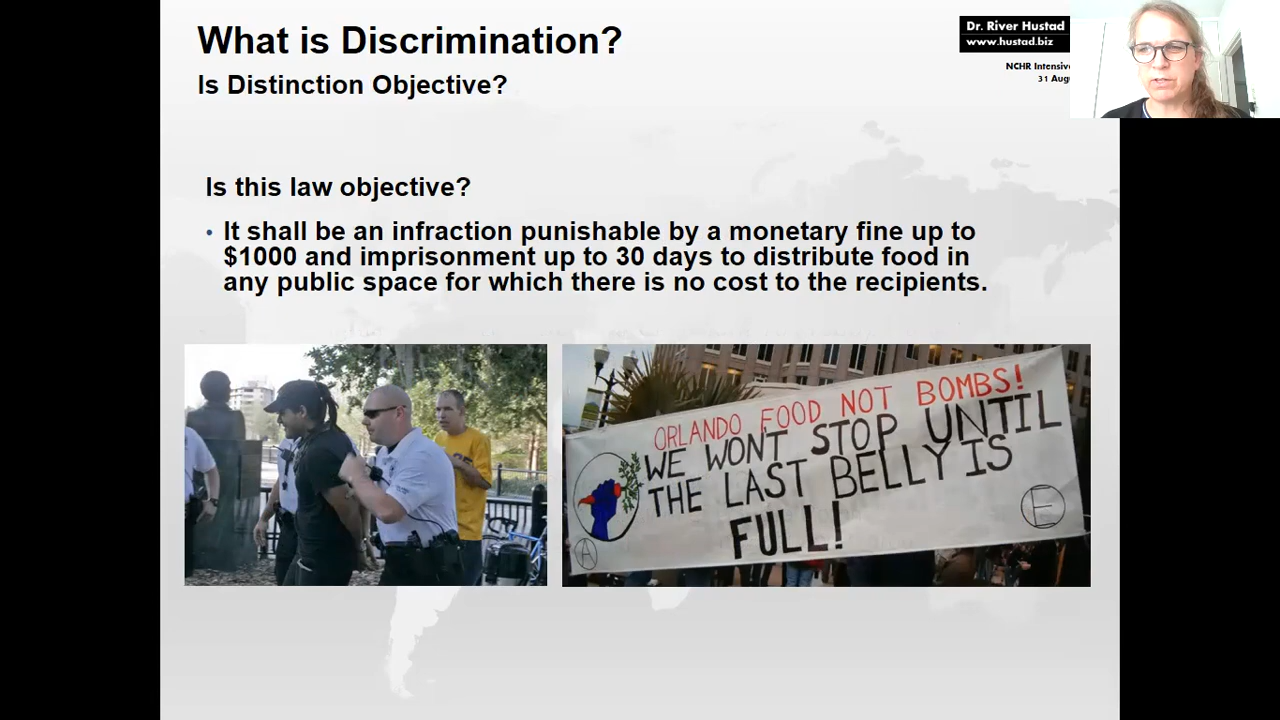 What is Discrimination?
Is Distinction Objective?
Dr. River Hustad
www.hustad.biz
NCHR Intensive
31
Is this law objective?
• It shall be an infraction punishable by a monetary fine up to
$1000 and imprisonment up to 30 days to distribute food in
any public space for which there is no cost to the recipients.
ORLANDO FOOD NOT BOMBS!
WE WON'T STOP UNTIL
THE LAST BELLY IS
FULL!
A
E